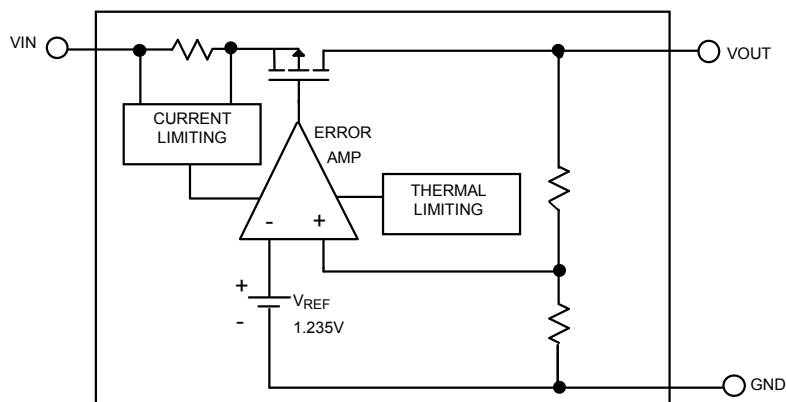 VIN
VOUT
CURRENT
LIMITING
ERROR
AMP
THERMAL
LIMITING
-
+
+
VREF
-
1.235V
GND